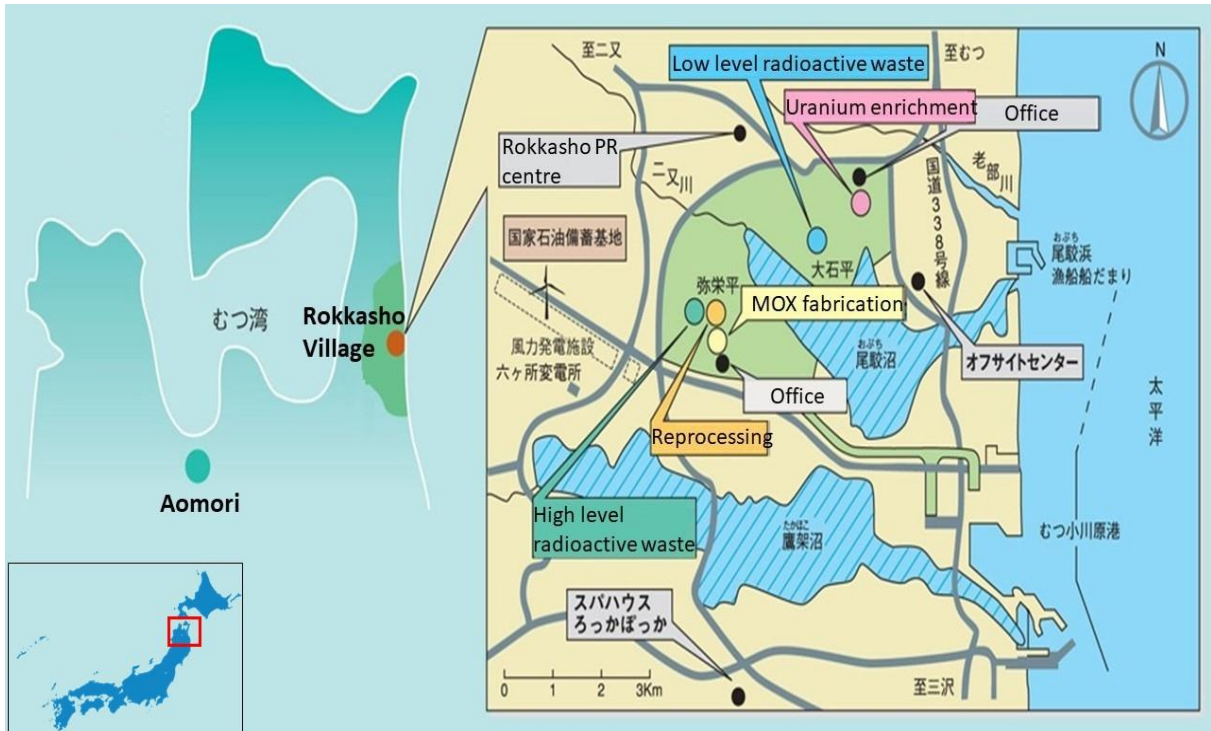 むつ湾
Rokkasho
Village
Aomori
至二又
Low level radioactive waste
至むつ
N
Uranium enrichment
Office
Rokkasho PR
centre
二又川
老部川
国道338号線
国家石油備蓄基地
大石平
おぶち
尾駮浜
漁船船だまり
弥栄平
MOX fabrication
風力発電施設
六ヶ所変電所
おぶち
尾駮沼
オフサイトセンター
Office
太平洋
Reprocessing
High level
radioactive waste
たかほこ
鷹架沼
むつ小川原港
スパハウス
ろっかぽっか
0 1 2 3Km
至三沢